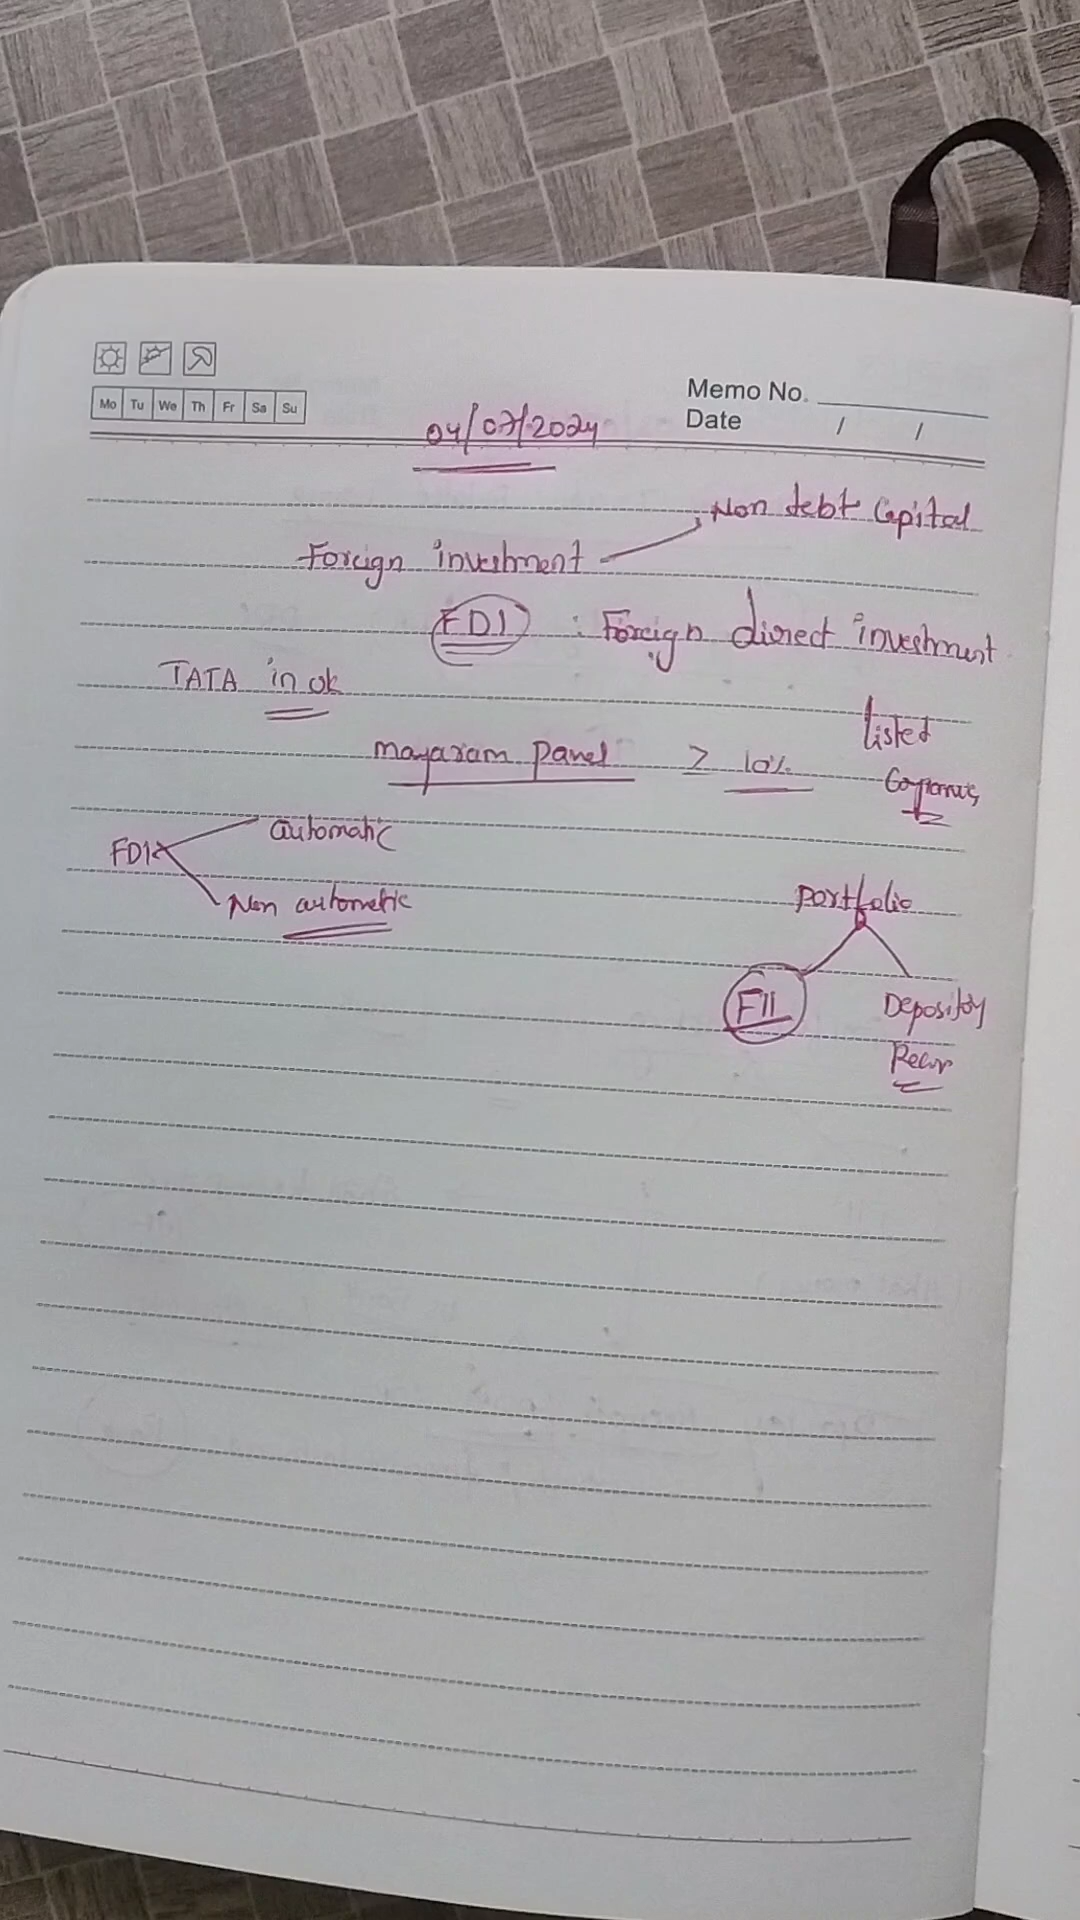 Mo Tu We Th Fr Sa Su
Memo No.
Date / /
04/07/2024
Non debt Capital
Foreign investment
FDI : Foreign direct investment
TATA in UK
mayaram panel ≥ 10% listed
Companies
FDI automatic
Non automatic
portfolio
FII Depository